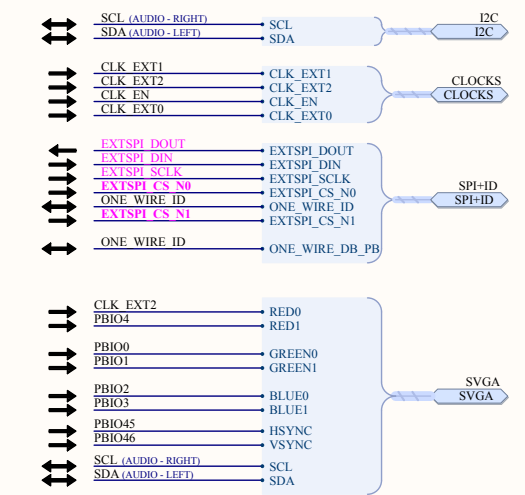 SCL (AUDIO - RIGHT) SCL I2C
SDA (AUDIO - LEFT) SDA I2C
CLK_EXT1 CLK_EXT1
CLK_EXT2 CLK_EXT2 CLOCKS
CLK_EN CLK_EN CLOCKS
CLK_EXT0 CLK_EXT0
EXTSPI_DOUT EXTSPI_DOUT
EXTSPI_DIN EXTSPI_DIN
EXTSPI_SCLK EXTSPI_SCLK
EXTSPI_CS_N0 EXTSPI_CS_N0 SPI+ID
ONE_WIRE_ID ONE_WIRE_ID SPI+ID
EXTSPI_CS_N1 EXTSPI_CS_N1
ONE_WIRE_ID ONE_WIRE_DB_PB
CLK_EXT2 RED0
PBIO4 RED1
PBIO0 GREEN0
PBIO1 GREEN1
SVGA
PBIO2 BLUE0 SVGA
PBIO3 BLUE1
PBIO45 HSYNC
PBIO46 VSYNC
SCL (AUDIO - RIGHT) SCL
SDA (AUDIO - LEFT) SDA